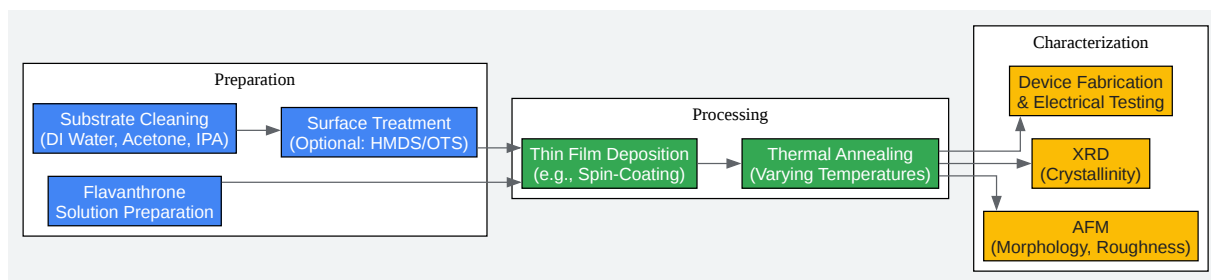 Preparation
Substrate Cleaning
(DI Water, Acetone, IPA)
Surface Treatment
(Optional: HMDS/OTS)
Flavanthrone
Solution Preparation
Processing
Thin Film Deposition
(e.g., Spin-Coating)
Thermal Annealing
(Varying Temperatures)
Characterization
Device Fabrication
& Electrical Testing
XRD
(Crystallinity)
AFM
(Morphology, Roughness)